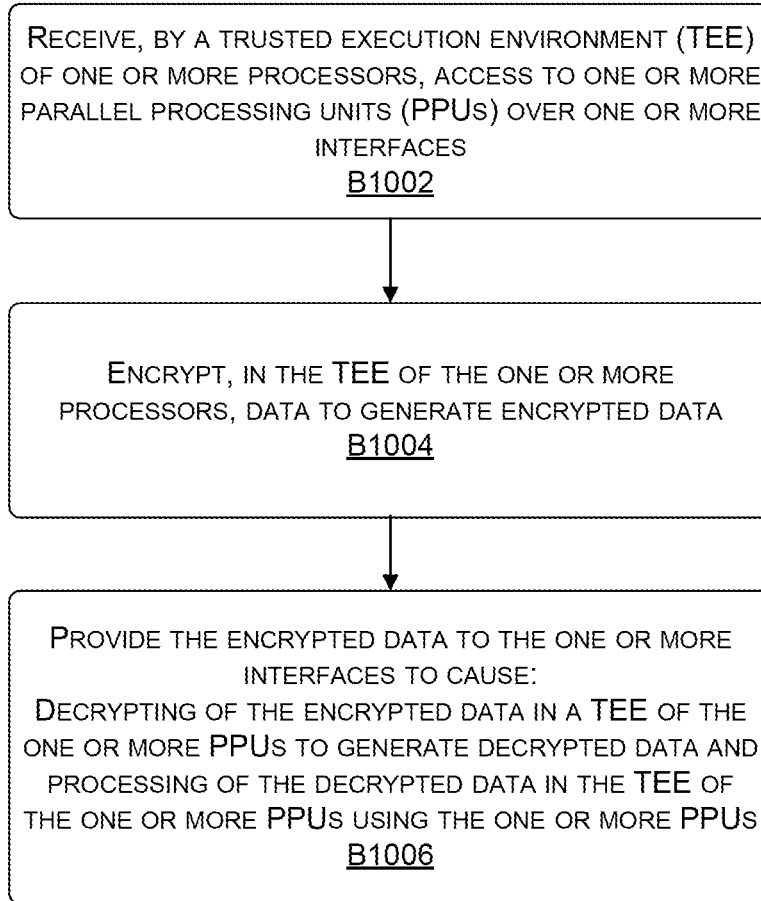 RECEIVE, BY A TRUSTED EXECUTION ENVIRONMENT (TEE)
OF ONE OR MORE PROCESSORS, ACCESS TO ONE OR MORE
PARALLEL PROCESSING UNITS (PPUS) OVER ONE OR MORE
INTERFACES
B1002
ENCRYPT, IN THE TEE OF THE ONE OR MORE
PROCESSORS, DATA TO GENERATE ENCRYPTED DATA
B1004
PROVIDE THE ENCRYPTED DATA TO THE ONE OR MORE
INTERFACES TO CAUSE:
DECRYPTING OF THE ENCRYPTED DATA IN A TEE OF THE
ONE OR MORE PPUS TO GENERATE DECRYPTED DATA AND
PROCESSING OF THE DECRYPTED DATA IN THE TEE OF
THE ONE OR MORE PPUS USING THE ONE OR MORE PPUS
B1006